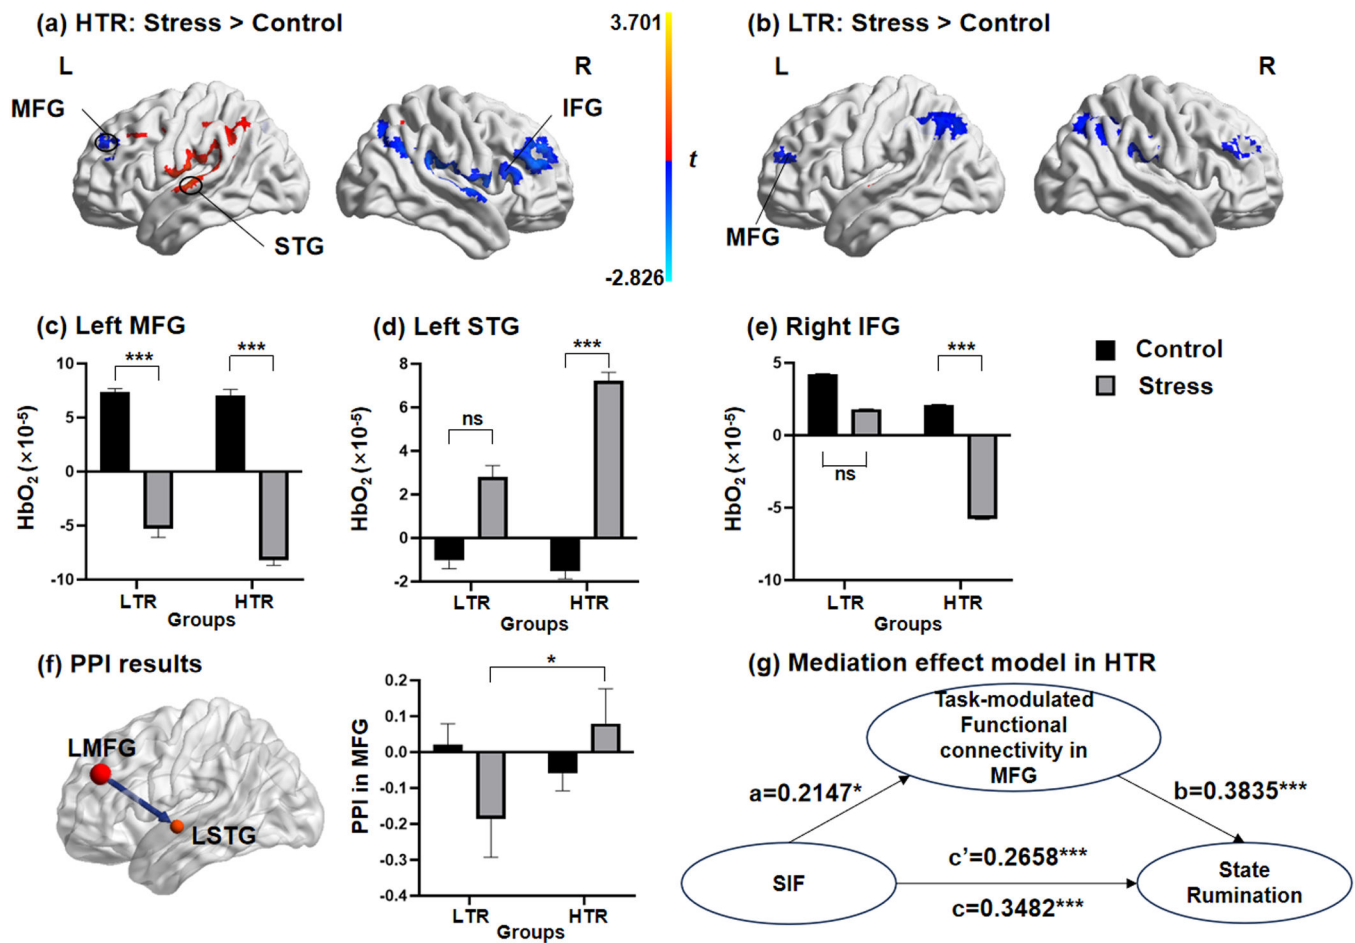 (a) HTR: Stress > Control
3.701
(b) LTR: Stress > Control
L
R
L
R
MFG
IFG
t
STG
MFG
-2.826
(c) Left MFG
(d) Left STG
(e) Right IFG
Control
Stress
HbO₂ (×10⁻⁵)
10
5
0
-5
-10
***
***
LTR
HTR
Groups
HbO₂ (×10⁻⁵)
8
6
4
2
0
-2
ns
***
LTR
HTR
Groups
HbO₂ (×10⁻⁵)
5
0
-5
-10
ns
***
LTR
HTR
Groups
(f) PPI results
LMFG
LSTG
PPI in MFG
0.2
0.1
0.0
-0.1
-0.2
-0.3
-0.4
*
LTR
HTR
Groups
(g) Mediation effect model in HTR
Task-modulated
Functional
connectivity in
MFG
a=0.2147*
b=0.3835***
SIF
c’=0.2658***
c=0.3482***
State
Rumination